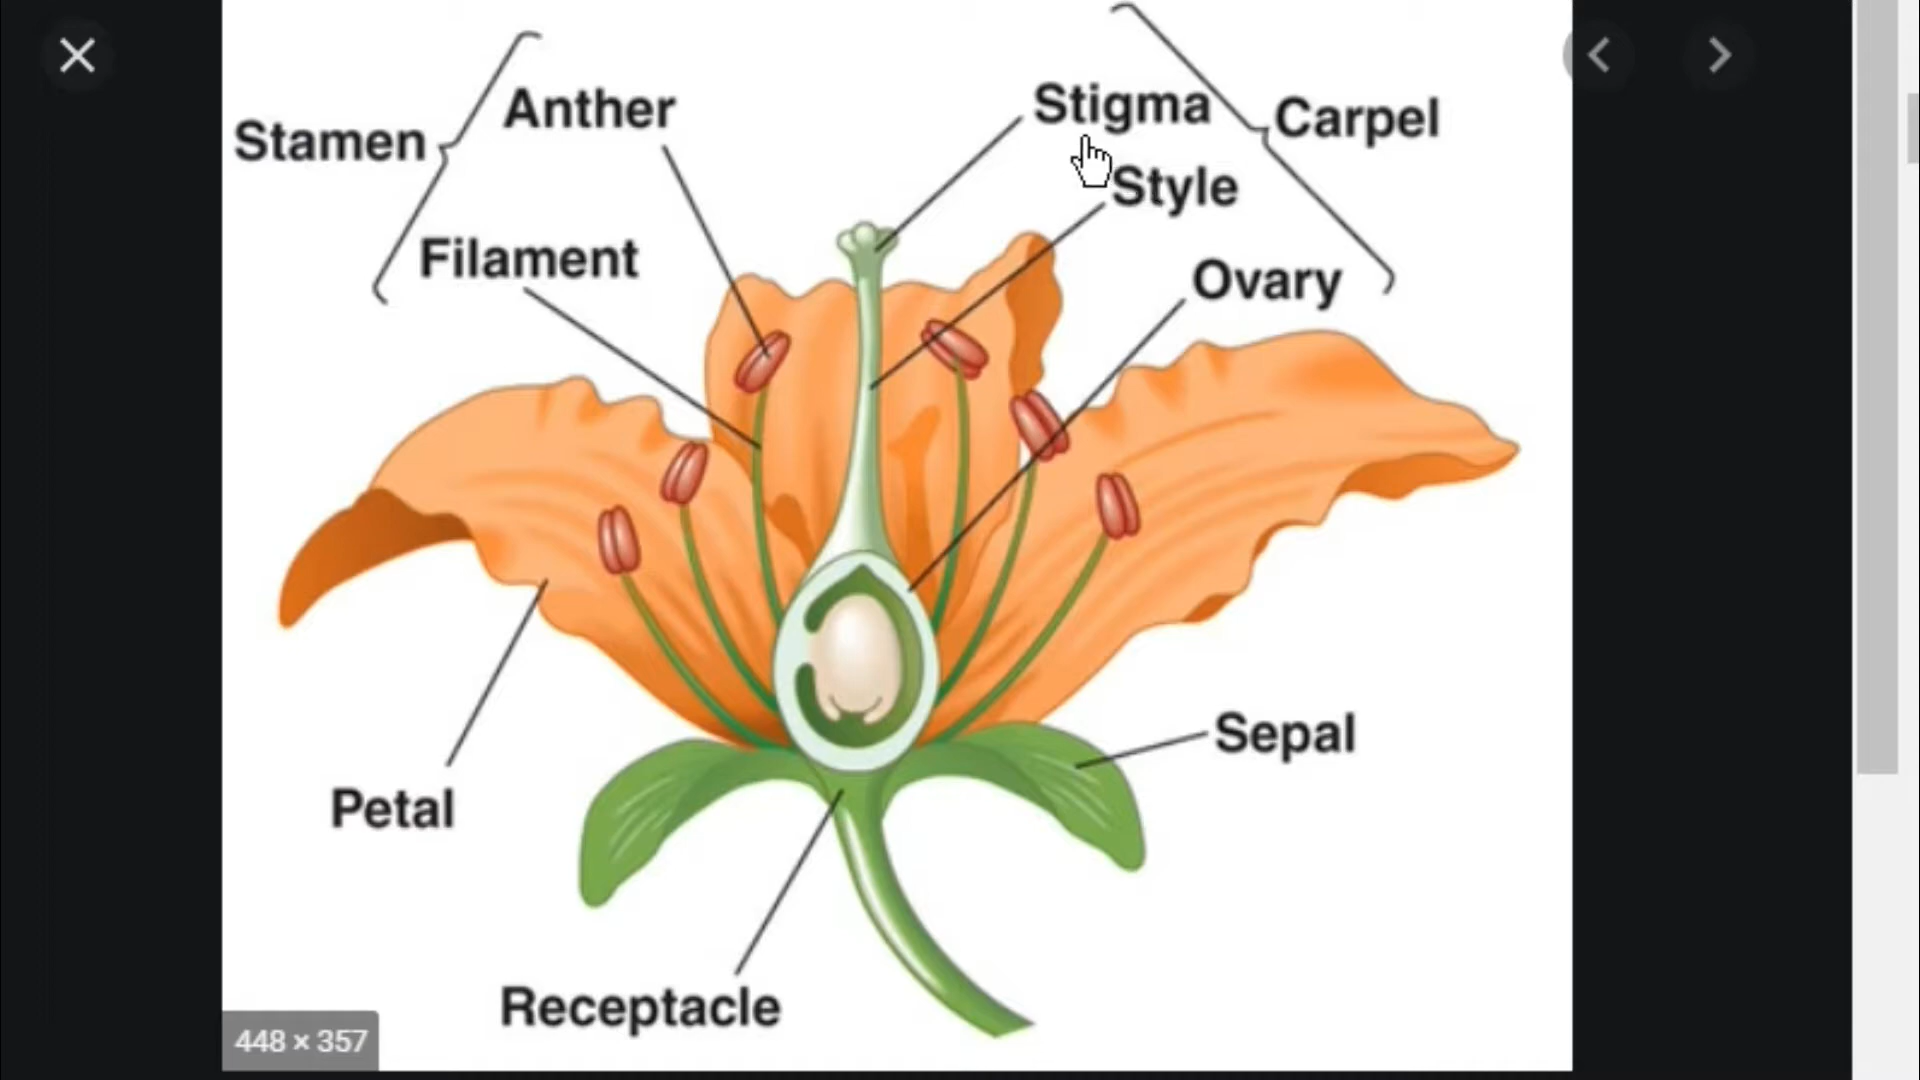 Stamen
Anther
Filament
Stigma
Carpel
Style
Ovary
Petal
Sepal
Receptacle
448 × 357